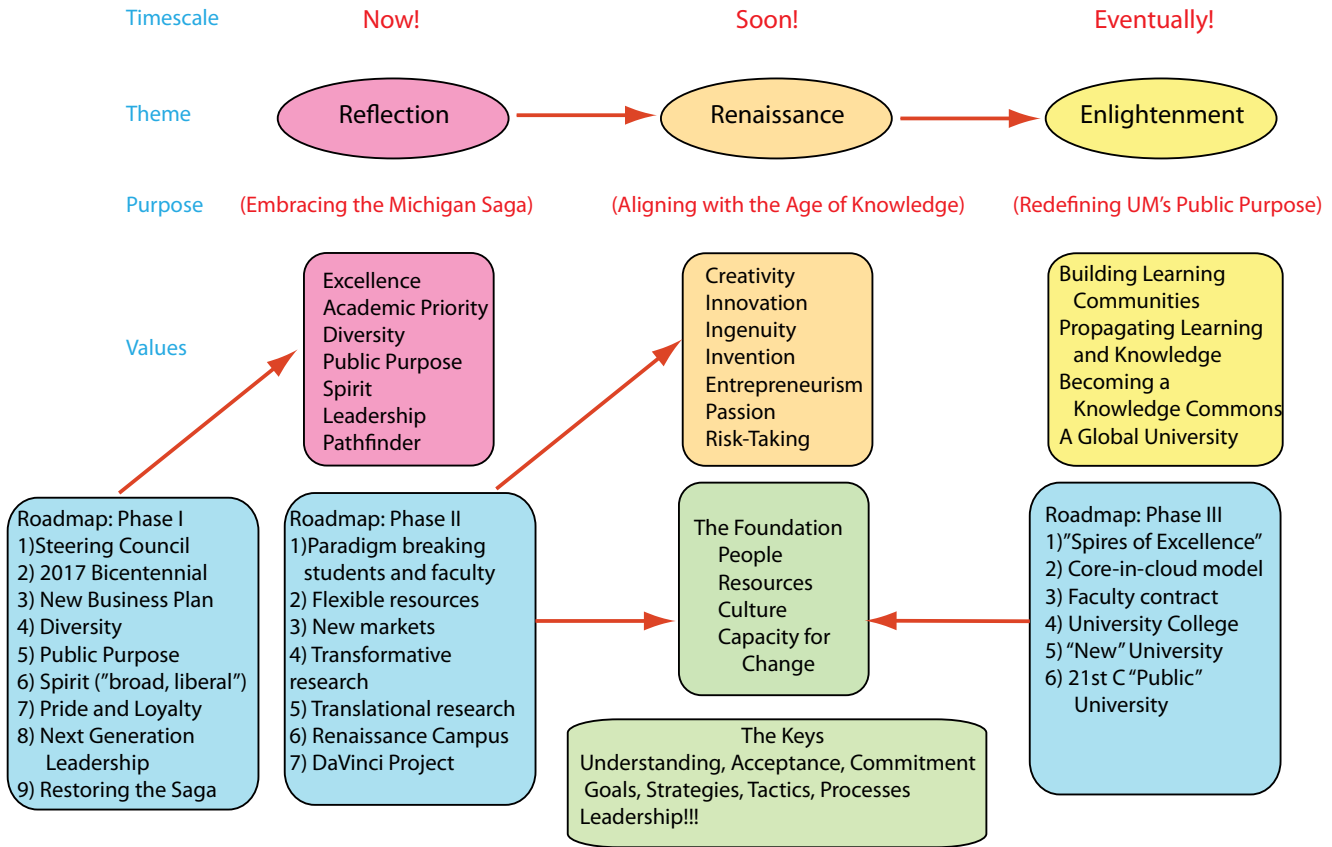 Timescale
Now!
Soon!
Eventually!
Theme
Reflection
Renaissance
Enlightenment
Purpose
(Embracing the Michigan Saga)
(Aligning with the Age of Knowledge)
(Redefining UM’s Public Purpose)
Values
Excellence
Academic Priority
Diversity
Public Purpose
Spirit
Leadership
Pathfinder
Creativity
Innovation
Ingenuity
Invention
Entrepreneurism
Passion
Risk-Taking
Building Learning
Communities
Propagating Learning
and Knowledge
Becoming a
Knowledge Commons
A Global University
Roadmap: Phase I
1)Steering Council
2) 2017 Bicentennial
3) New Business Plan
4) Diversity
5) Public Purpose
6) Spirit (”broad, liberal”)
7) Pride and Loyalty
8) Next Generation
Leadership
9) Restoring the Saga
Roadmap: Phase II
1)Paradigm breaking
students and faculty
2) Flexible resources
3) New markets
4) Transformative
research
5) Translational research
6) Renaissance Campus
7) DaVinci Project
The Foundation
People
Resources
Culture
Capacity for
Change
Roadmap: Phase III
1)”Spires of Excellence”
2) Core-in-cloud model
3) Faculty contract
4) University College
5) “New” University
6) 21st C “Public”
University
The Keys
Understanding, Acceptance, Commitment
Goals, Strategies, Tactics, Processes
Leadership!!!